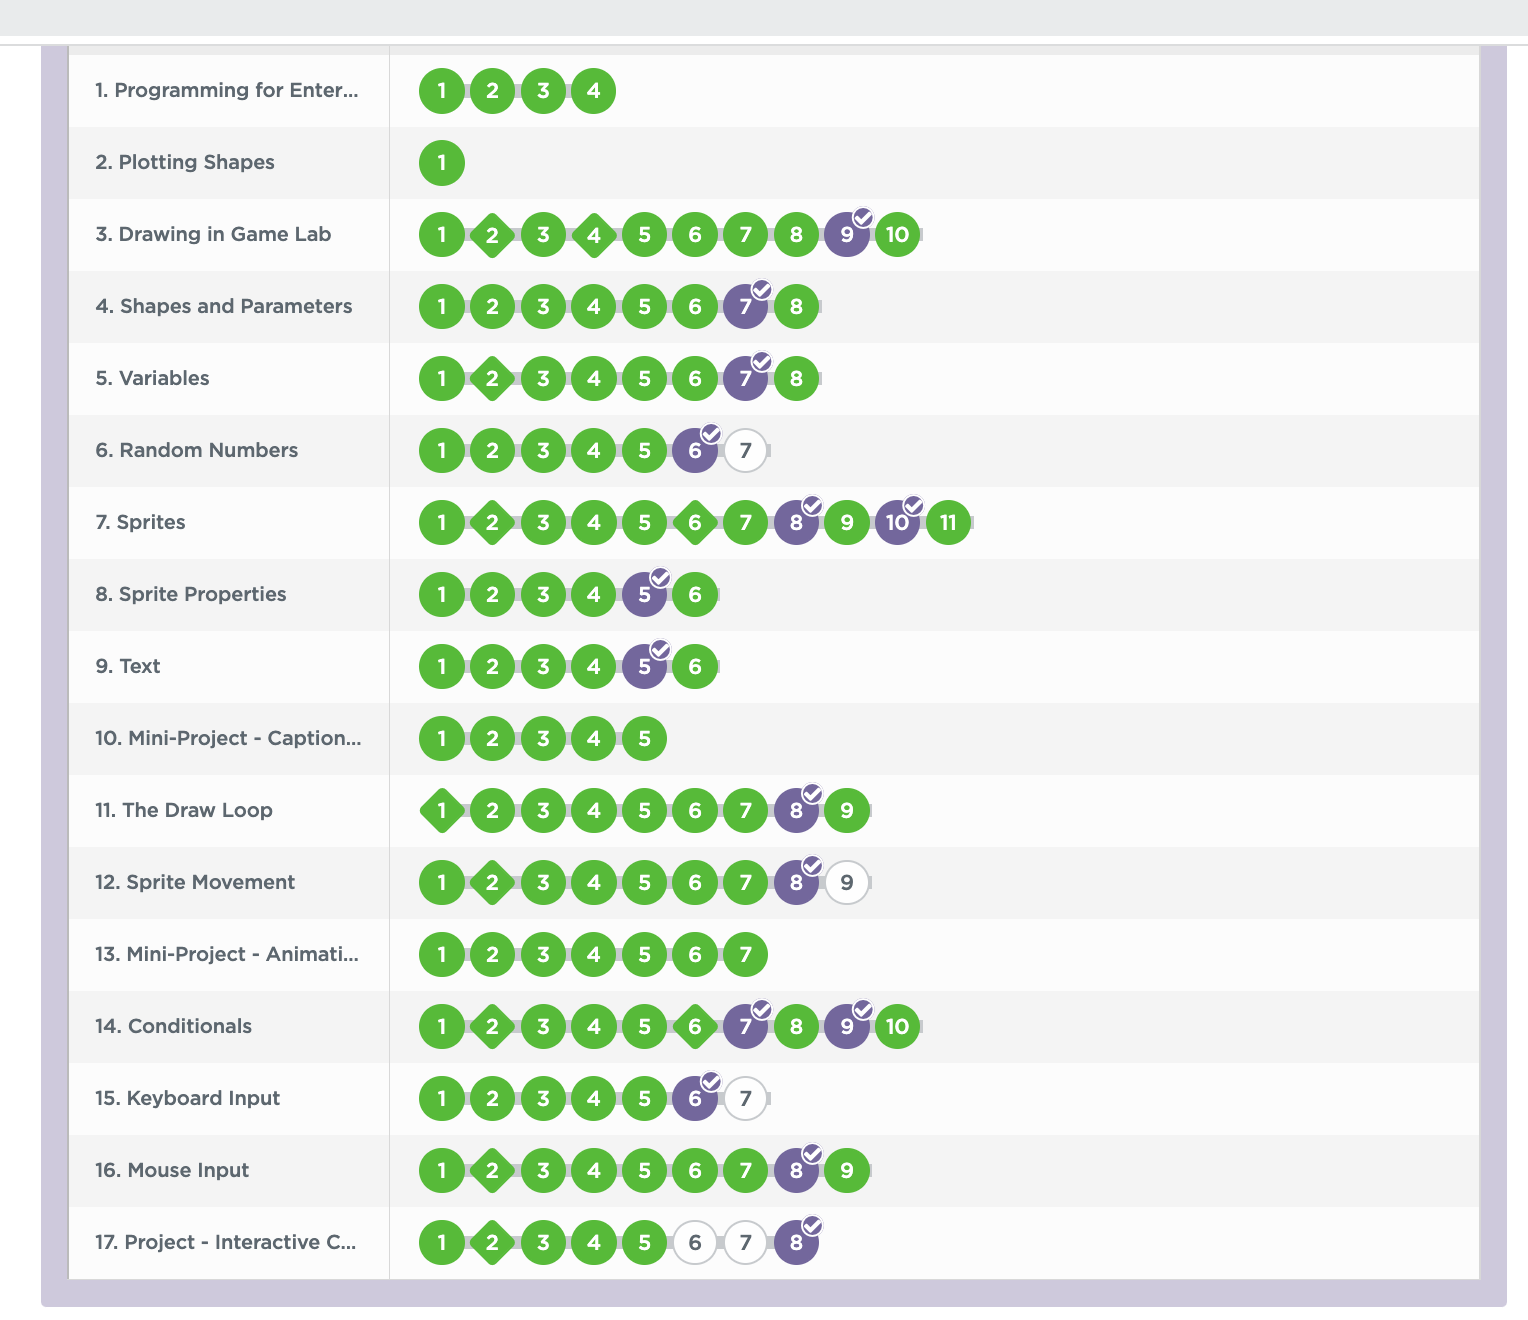 1. Programming for Enter... 1 2 3 4
2. Plotting Shapes 1
3. Drawing in Game Lab 1 2 3 4 5 6 7 8 9 10
4. Shapes and Parameters 1 2 3 4 5 6 7 8
5. Variables 1 2 3 4 5 6 7 8
6. Random Numbers 1 2 3 4 5 6 7
7. Sprites 1 2 3 4 5 6 7 8 9 10 11
8. Sprite Properties 1 2 3 4 5 6
9. Text 1 2 3 4 5 6
10. Mini-Project - Caption... 1 2 3 4 5
11. The Draw Loop 1 2 3 4 5 6 7 8 9
12. Sprite Movement 1 2 3 4 5 6 7 8 9
13. Mini-Project - Animati... 1 2 3 4 5 6 7
14. Conditionals 1 2 3 4 5 6 7 8 9 10
15. Keyboard Input 1 2 3 4 5 6 7
16. Mouse Input 1 2 3 4 5 6 7 8 9
17. Project - Interactive C... 1 2 3 4 5 6 7 8